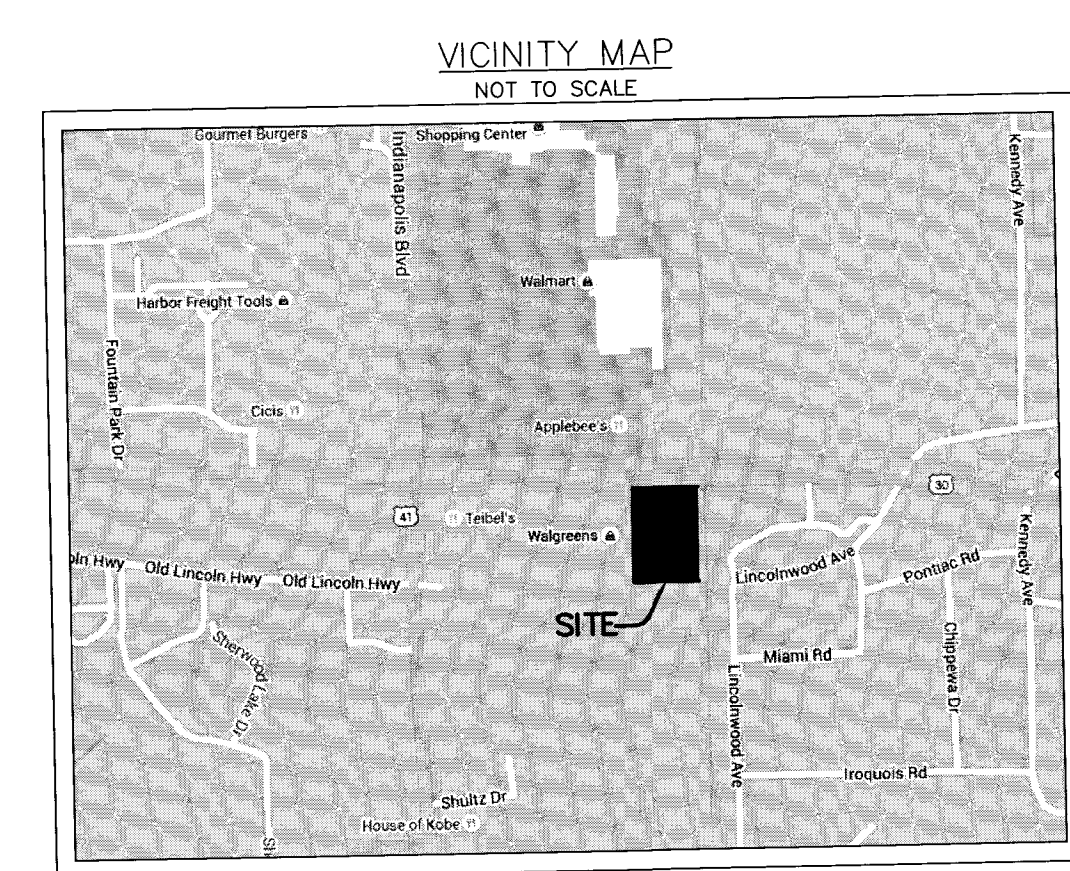 VICINITY MAP
NOT TO SCALE
Gourmet Burgers
Indianapolis Blvd
Shopping Center
Kennedy Ave
Walmart
Harbor Freight Tools
Fountain Park Dr
Cicis
Applebee's
30
41
Teibel's
Walgreens
Kennedy Ave
Lincolnwood Ave
Pontiac Rd
oln Hwy
Old Lincoln Hwy
Old Lincoln Hwy
SITE
Sherwood Lake Dr
Miami Rd
Chippewa Dr
Lincolnwood Ave
Iroquois Rd
Shultz Dr
House of Kobe